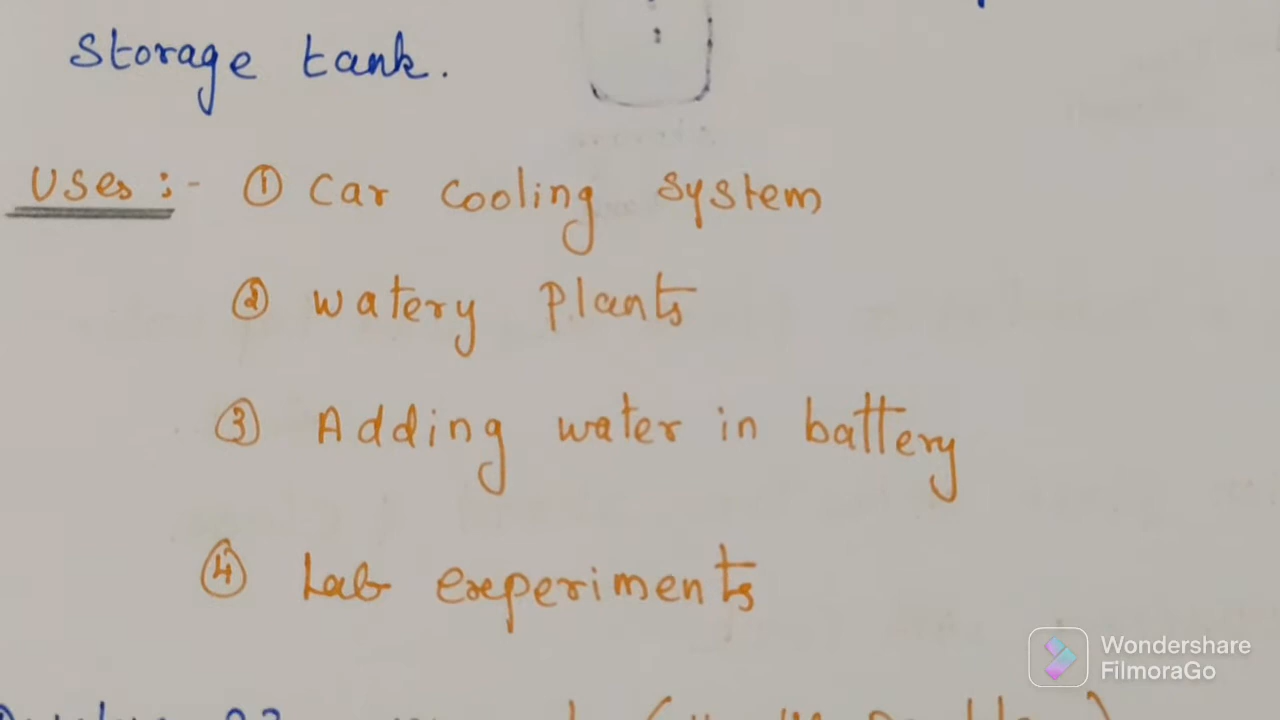 Storage tank.
Uses :- ① Car cooling system
② watery plants
③ Adding water in battery
④ Lab experiments
Wondershare
FilmoraGo